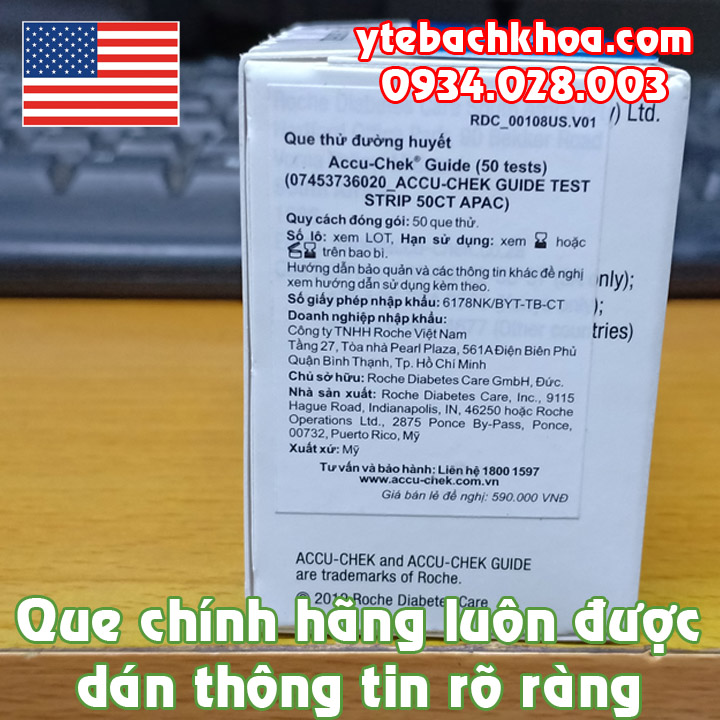 ytebachkhoa.com
0934.028.003
) Ltd.
RDC_00108US.V01
Que thử đường huyết
Accu-Chek® Guide (50 tests)
(07453736020_ACCU-CHEK GUIDE TEST
STRIP 50CT APAC)
Quy cách đóng gói: 50 que thử.
Số lô: xem LOT, Hạn sử dụng: xem hoặc
trên bao bì.
Hướng dẫn bảo quản và các thông tin khác đề nghị
xem hướng dẫn sử dụng kèm theo.
only);
);
Số giấy phép nhập khẩu: 6178NK/BYT-TB-CT
Doanh nghiệp nhập khẩu:
tries)
Công ty TNHH Roche Việt Nam
Tầng 27, Tòa nhà Pearl Plaza, 561A Điện Biên Phủ
Quận Bình Thạnh, Tp. Hồ Chí Minh
Chủ sở hữu: Roche Diabetes Care GmbH, Đức.
Nhà sản xuất: Roche Diabetes Care, Inc., 9115
Hague Road, Indianapolis, IN, 46250 hoặc Roche
Operations Ltd., 2875 Ponce By-Pass, Ponce,
00732, Puerto Rico, Mỹ
Xuất xứ: Mỹ
Tư vấn và bảo hành: Liên hệ 1800 1597
www.accu-chek.com.vn
Giá bán lẻ đề nghị: 590.000 VNĐ
ACCU-CHEK and ACCU-CHEK GUIDE
are trademarks of Roche.
Roche Diabetes Care
Que chính hãng luôn được
dán thông tin rõ ràng